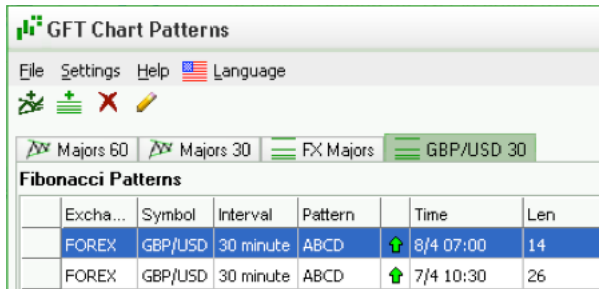 GFT Chart Patterns
File Settings Help Language
Majors 60 Majors 30 FX Majors GBP/USD 30
Fibonacci Patterns
Excha... Symbol Interval Pattern Time Len
FOREX GBP/USD 30 minute ABCD 8/4 07:00 14
FOREX GBP/USD 30 minute ABCD 7/4 10:30 26